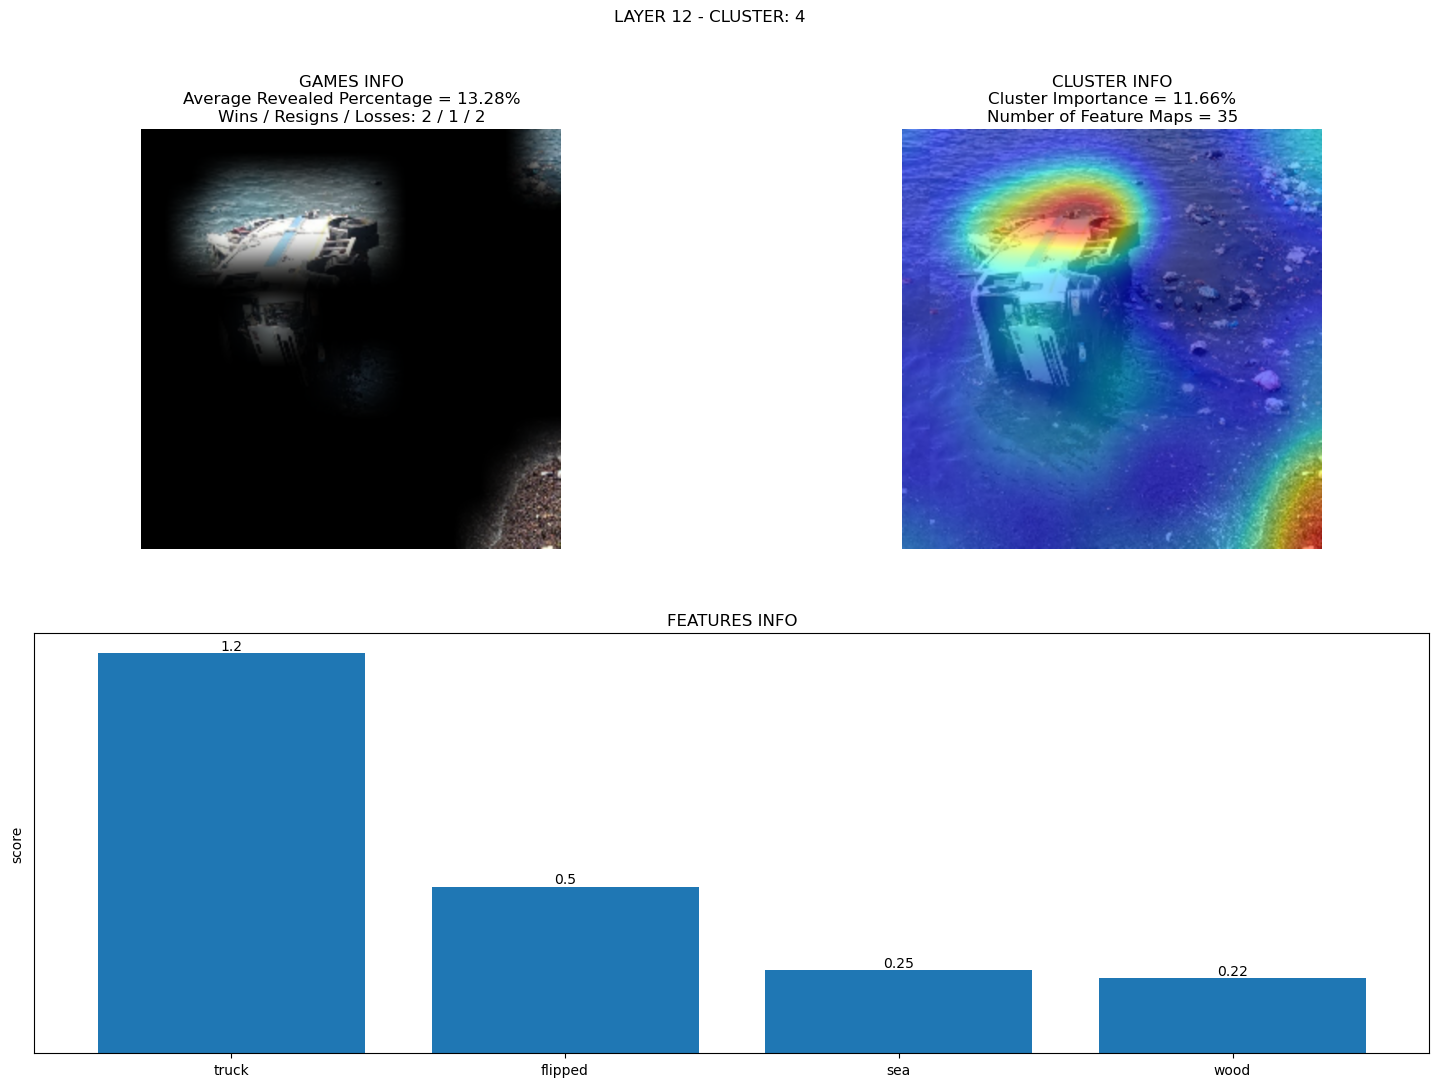 LAYER 12 - CLUSTER: 4
GAMES INFO
Average Revealed Percentage = 13.28%
Wins / Resigns / Losses: 2 / 1 / 2
CLUSTER INFO
Cluster Importance = 11.66%
Number of Feature Maps = 35
FEATURES INFO
score
1.2
0.5
0.25
0.22
truck
flipped
sea
wood